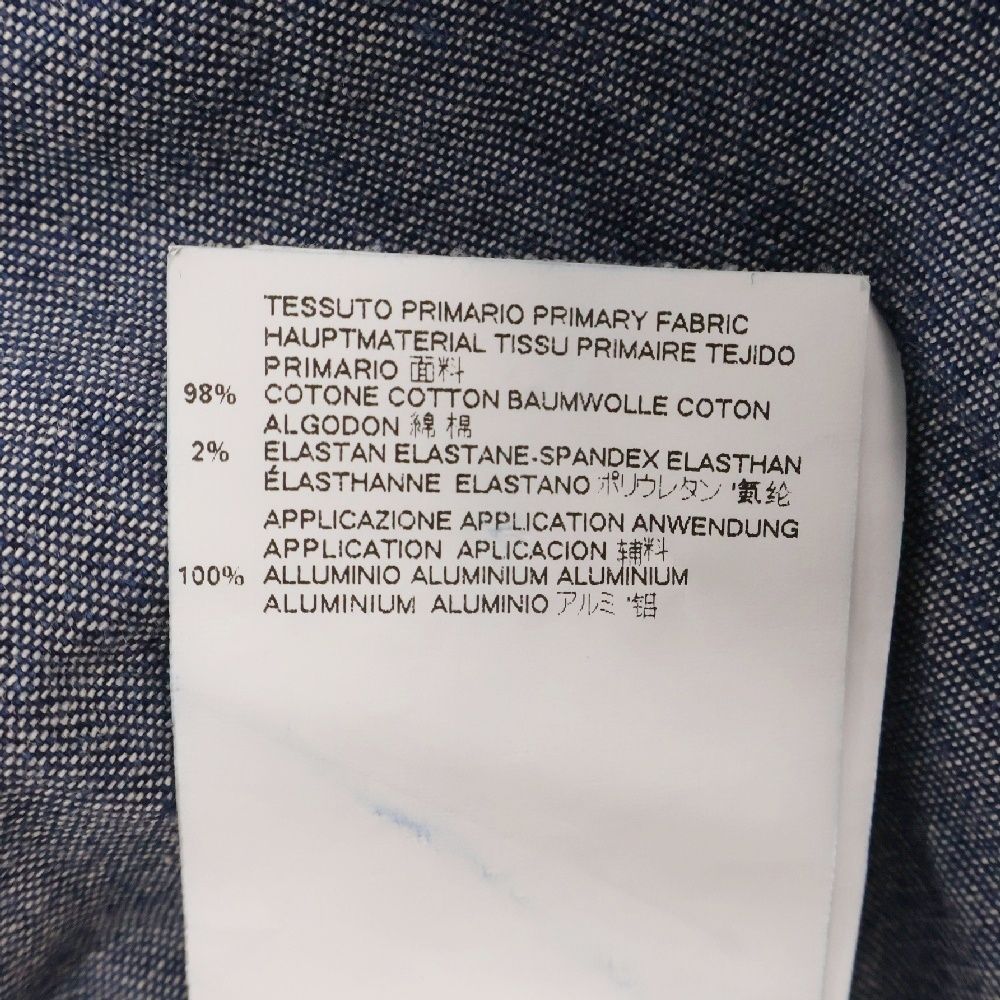 TESSUTO PRIMARIO PRIMARY FABRIC
HAUPTMATERIAL TISSU PRIMAIRE TEJIDO
PRIMARIO 面料
98% COTONE COTTON BAUMWOLLE COTON
ALGODON 綿 棉
2% ELASTAN ELASTANE-SPANDEX ELASTHAN
ÉLASTHANNE ELASTANO ポリウレタン '氨纶
APPLICAZIONE APPLICATION ANWENDUNG
APPLICATION APLICACION 辅料
100% ALLUMINIO ALUMINIUM ALUMINIUM
ALUMINIUM ALUMINIO アルミ '铝